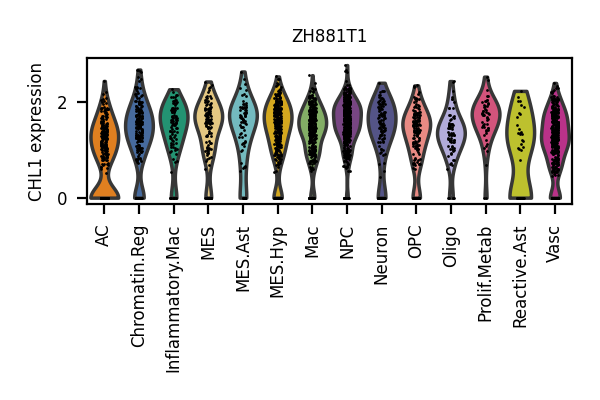 ZH881T1
CHL1 expression
2
0
AC
Chromatin.Reg
Inflammatory.Mac
MES
MES.Ast
MES.Hyp
Mac
NPC
Neuron
OPC
Oligo
Prolif.Metab
Reactive.Ast
Vasc